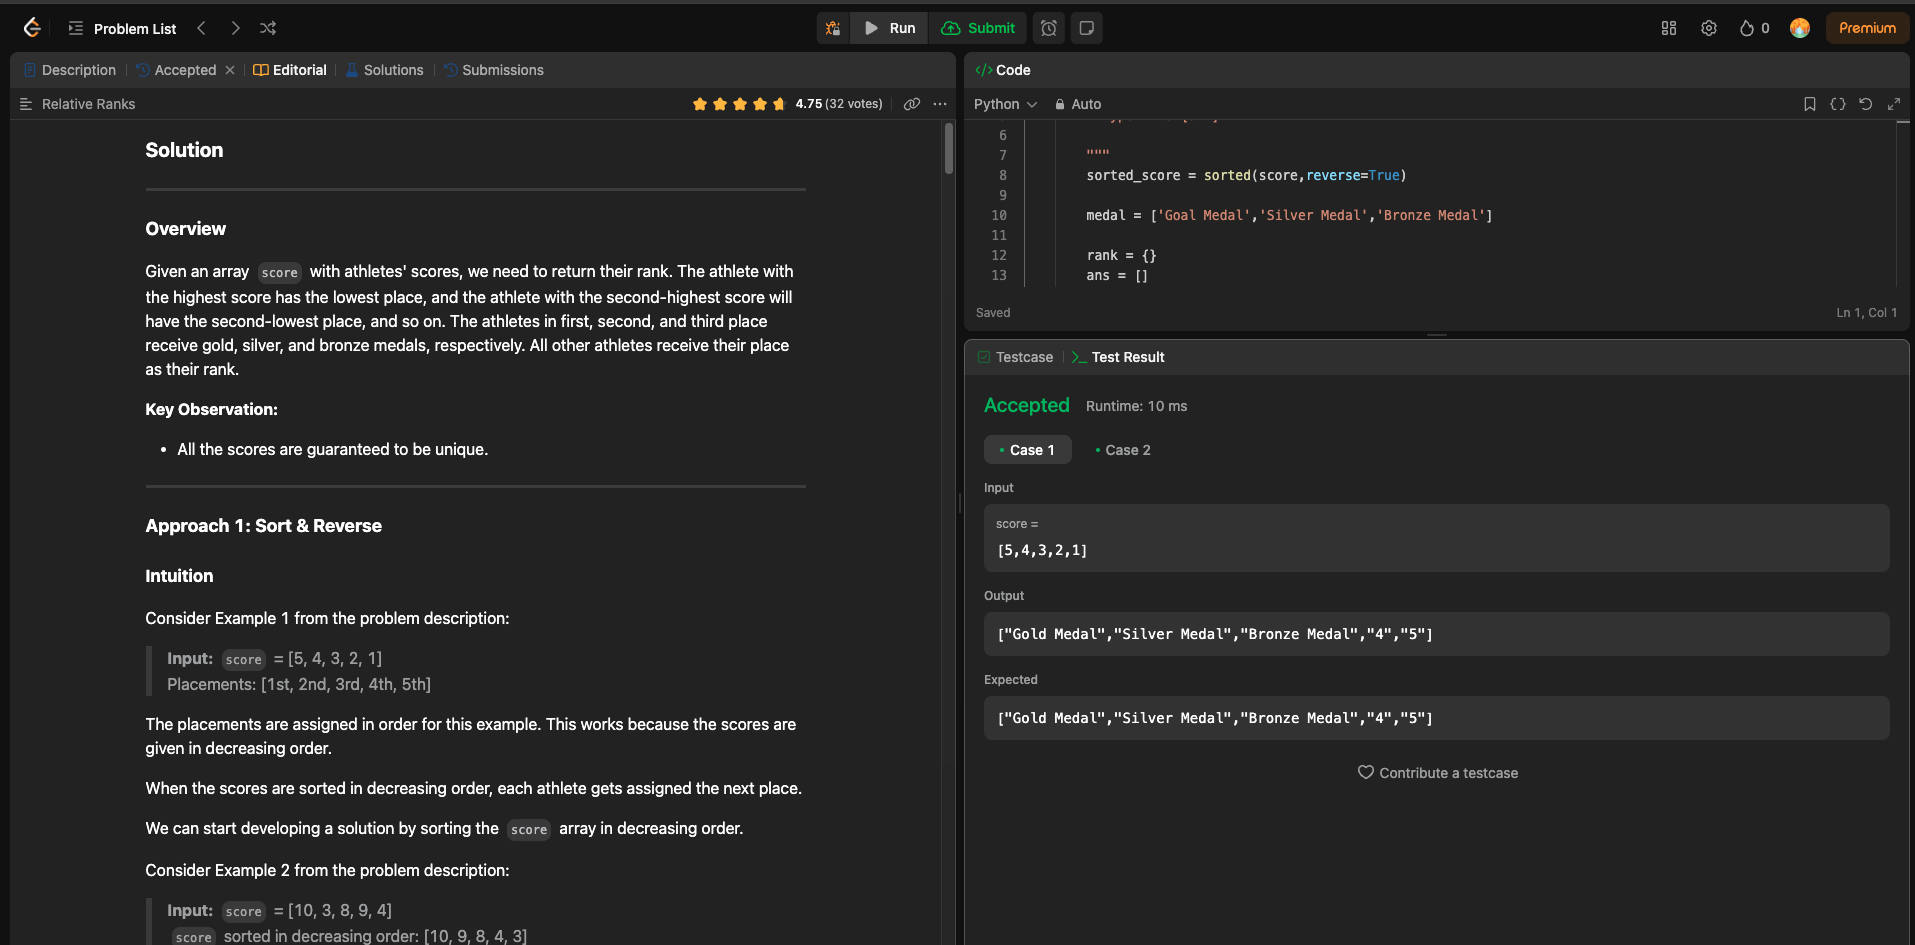 Problem List
Run
Submit
0
Premium
Description
Accepted
Editorial
Solutions
Submissions
Relative Ranks
4.75 (32 votes)
Solution
Overview
Given an array score with athletes' scores, we need to return their rank. The athlete with
the highest score has the lowest place, and the athlete with the second-highest score will
have the second-lowest place, and so on. The athletes in first, second, and third place
receive gold, silver, and bronze medals, respectively. All other athletes receive their place
as their rank.
Key Observation:
• All the scores are guaranteed to be unique.
Approach 1: Sort & Reverse
Intuition
Consider Example 1 from the problem description:
Input: score = [5, 4, 3, 2, 1]
Placements: [1st, 2nd, 3rd, 4th, 5th]
The placements are assigned in order for this example. This works because the scores are
given in decreasing order.
When the scores are sorted in decreasing order, each athlete gets assigned the next place.
We can start developing a solution by sorting the score array in decreasing order.
Consider Example 2 from the problem description:
Input: score = [10, 3, 8, 9, 4]
score sorted in decreasing order: [10, 9, 8, 4, 3]
</> Code
Python
Auto
6
7 """
8 sorted_score = sorted(score,reverse=True)
9
10 medal = ['Goal Medal','Silver Medal','Bronze Medal']
11
12 rank = {}
13 ans = []
Saved
Ln 1, Col 1
Testcase
>_ Test Result
Accepted
Runtime: 10 ms
• Case 1
• Case 2
Input
score =
[5,4,3,2,1]
Output
["Gold Medal","Silver Medal","Bronze Medal","4","5"]
Expected
["Gold Medal","Silver Medal","Bronze Medal","4","5"]
Contribute a testcase